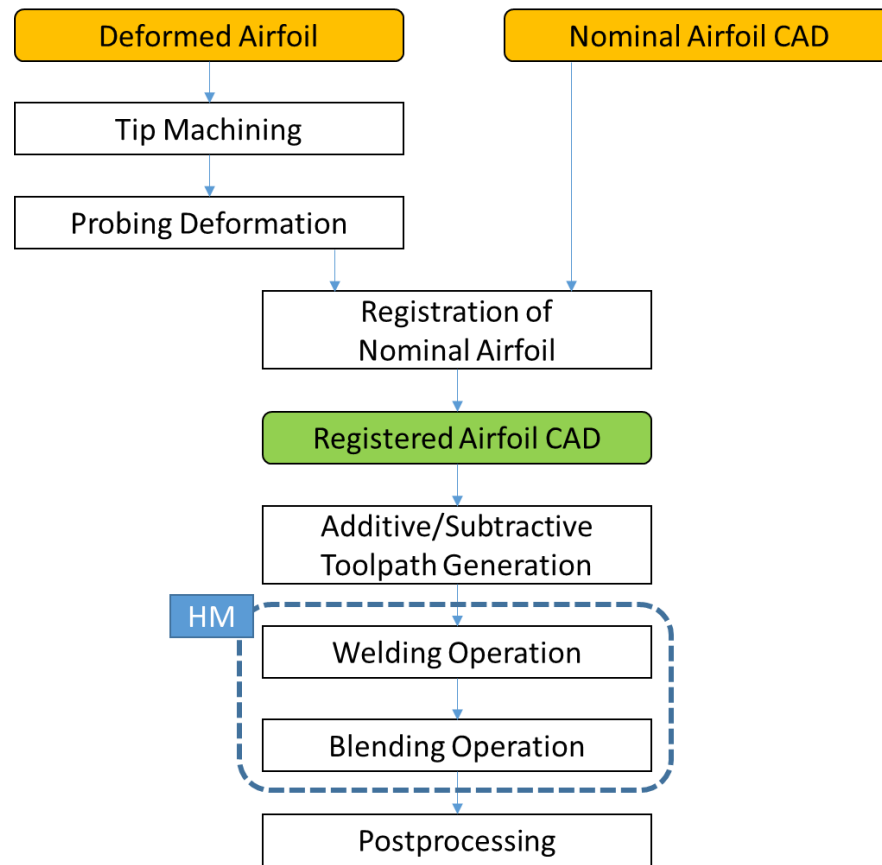 Deformed Airfoil
Nominal Airfoil CAD
Tip Machining
Probing Deformation
Registration of
Nominal Airfoil
Registered Airfoil CAD
Additive/Subtractive
Toolpath Generation
HM
Welding Operation
Blending Operation
Postprocessing